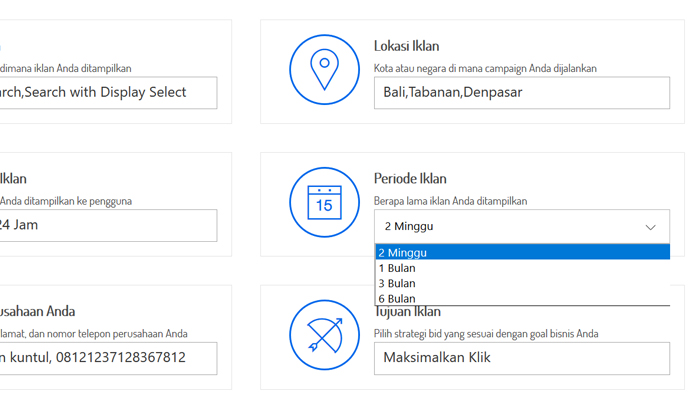 Lokasi Iklan
dimana iklan Anda ditampilkan
Kota atau negara di mana campaign Anda dijalankan
rch,Search with Display Select
Bali,Tabanan,Denpasar
Iklan
Periode Iklan
Anda ditampilkan ke pengguna
Berapa lama iklan Anda ditampilkan
24 Jam
15
2 Minggu
2 Minggu
1 Bulan
3 Bulan
6 Bulan
usahaan Anda
Tujuan Iklan
lamat, dan nomor telepon perusahaan Anda
Pilih strategi bid yang sesuai dengan goal bisnis Anda
n kuntul, 08121237128367812
Maksimalkan Klik